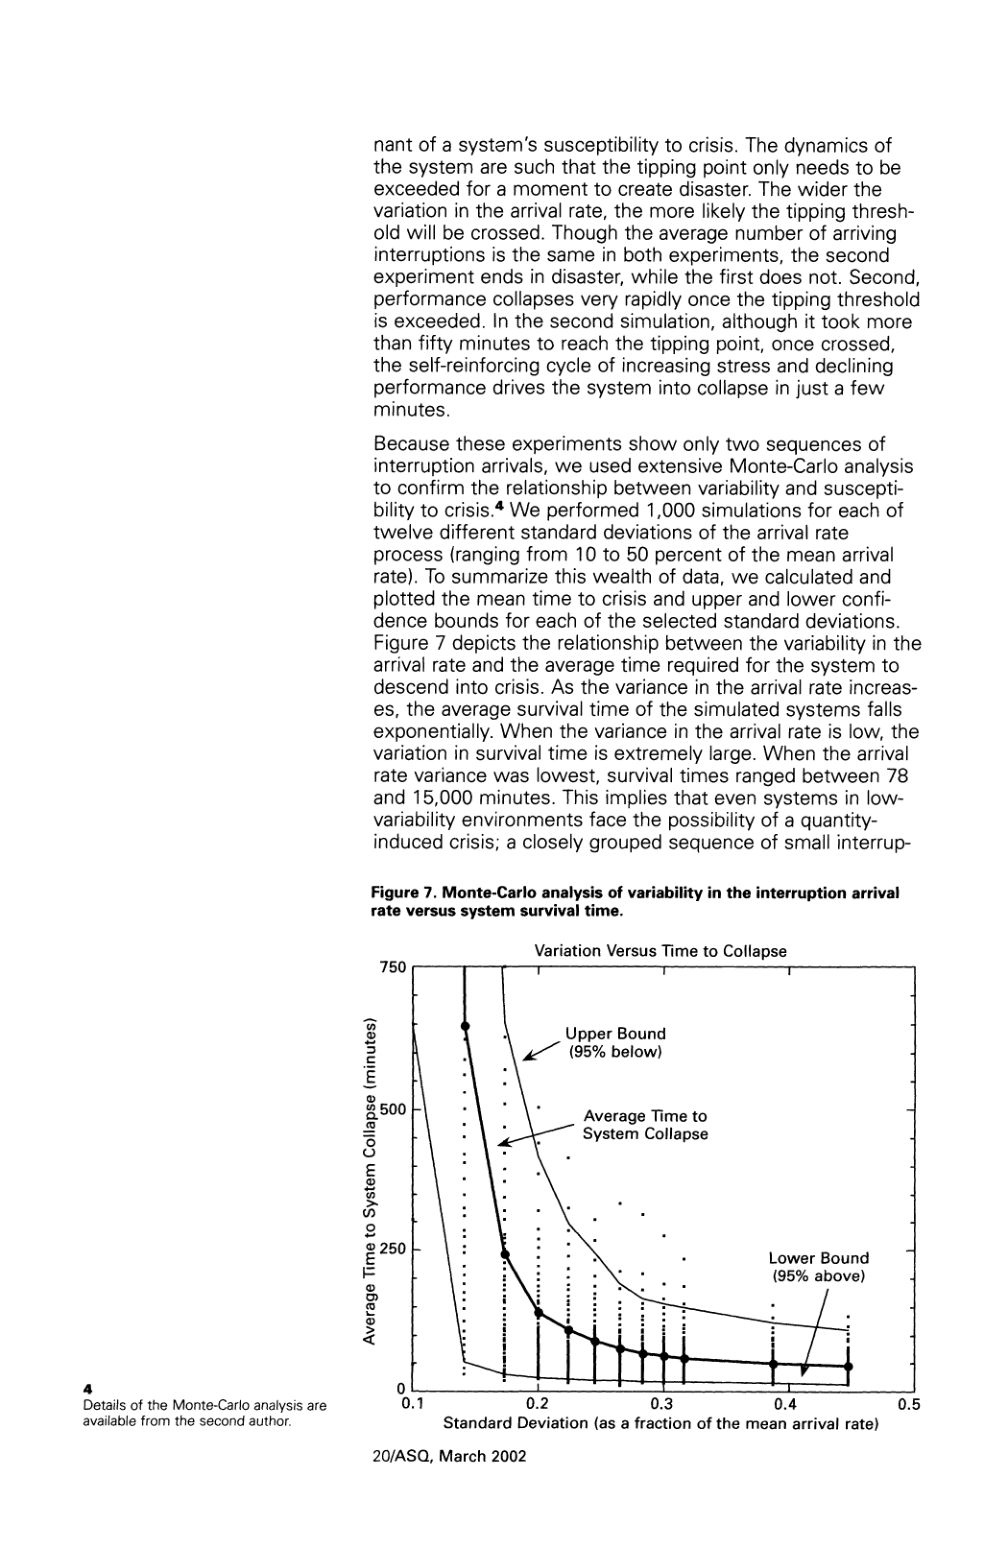 nant of a system's susceptibility to crisis. The dynamics of
the system are such that the tipping point only needs to be
exceeded for a moment to create disaster. The wider the
variation in the arrival rate, the more likely the tipping thresh-
old will be crossed. Though the average number of arriving
interruptions is the same in both experiments, the second
experiment ends in disaster, while the first does not. Second,
performance collapses very rapidly once the tipping threshold
is exceeded. In the second simulation, although it took more
than fifty minutes to reach the tipping point, once crossed,
the self-reinforcing cycle of increasing stress and declining
performance drives the system into collapse in just a few
minutes.
Because these experiments show only two sequences of
interruption arrivals, we used extensive Monte-Carlo analysis
to confirm the relationship between variability and suscepti-
bility to crisis.4 We performed 1,000 simulations for each of
twelve different standard deviations of the arrival rate
process (ranging from 10 to 50 percent of the mean arrival
rate). To summarize this wealth of data, we calculated and
plotted the mean time to crisis and upper and lower confi-
dence bounds for each of the selected standard deviations.
Figure 7 depicts the relationship between the variability in the
arrival rate and the average time required for the system to
descend into crisis. As the variance in the arrival rate increas-
es, the average survival time of the simulated systems falls
exponentially. When the variance in the arrival rate is low, the
variation in survival time is extremely large. When the arrival
rate variance was lowest, survival times ranged between 78
and 15,000 minutes. This implies that even systems in low-
variability environments face the possibility of a quantity-
induced crisis; a closely grouped sequence of small interrup-
Figure 7. Monte-Carlo analysis of variability in the interruption arrival
rate versus system survival time.
Variation Versus Time to Collapse
Average Time to System Collapse (minutes)
750
500
250
0
Upper Bound
(95% below)
Average Time to
System Collapse
Lower Bound
(95% above)
0.1 0.2 0.3 0.4 0.5
Standard Deviation (as a fraction of the mean arrival rate)
4
Details of the Monte-Carlo analysis are
available from the second author.
20/ASQ, March 2002